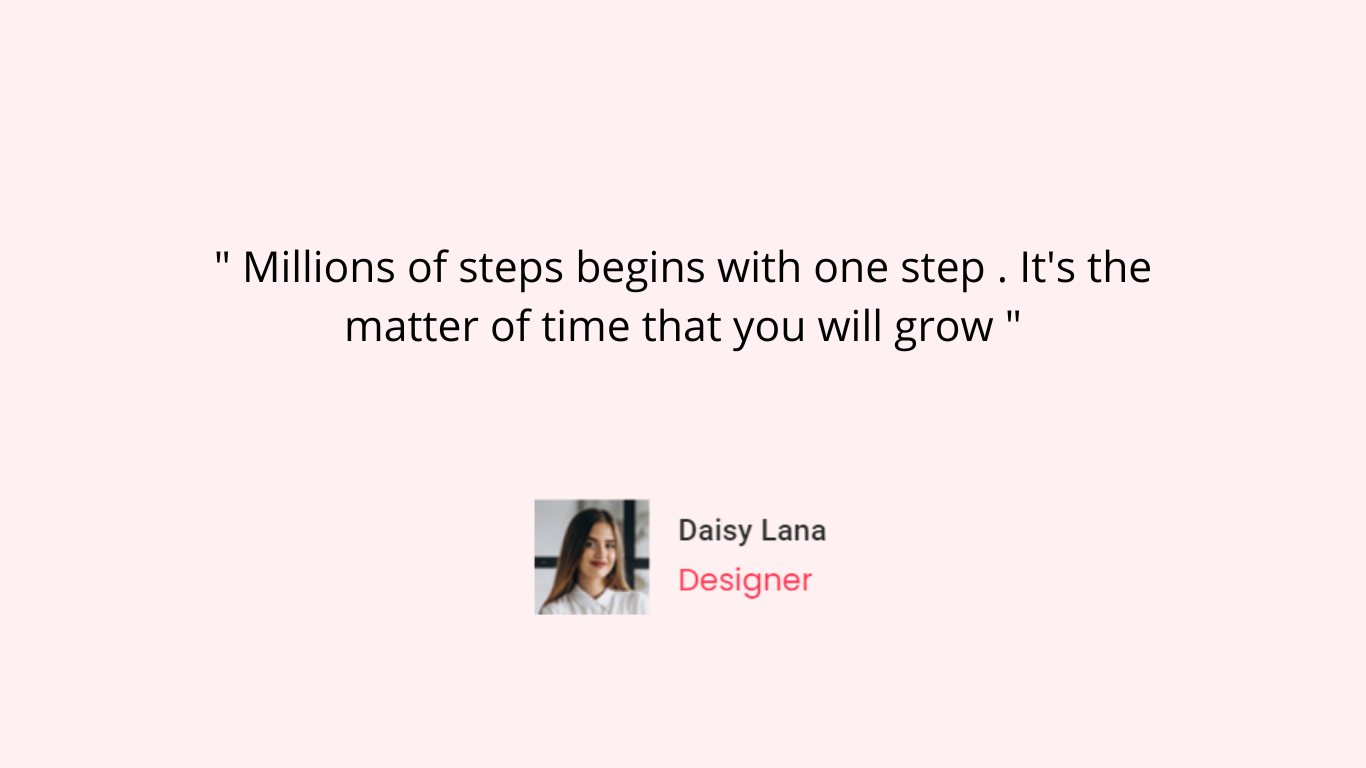 " Millions of steps begins with one step . It's the
matter of time that you will grow "
Daisy Lana
Designer